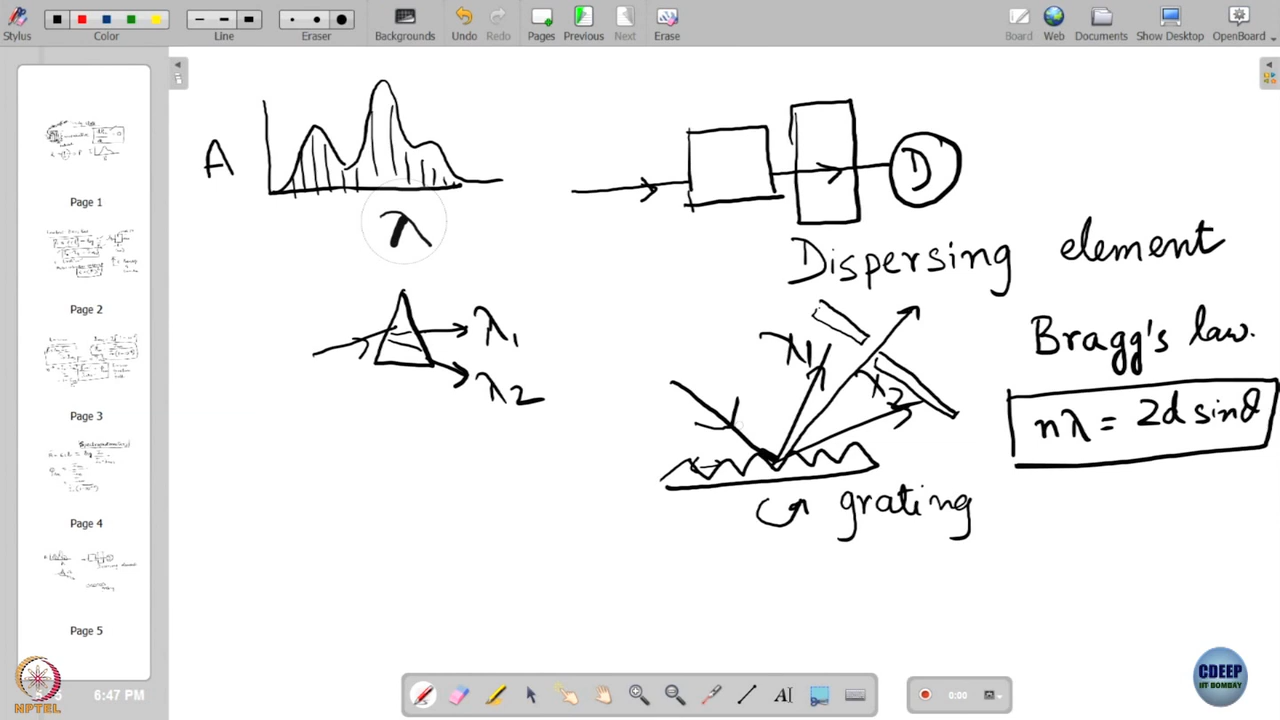 Stylus
Color
Line
Eraser
Backgrounds
Undo
Redo
Pages
Previous
Next
Erase
Board
Web
Documents
Show Desktop
OpenBoard
Page 1
Page 2
Page 3
Page 4
Page 5
A
λ
D
Dispersing element
λ1
λ2
λ1
λ2
Bragg's law.
nλ = 2d sinθ
grating
6:47 PM
NPTEL
0:00
CDEEP
IIT BOMBAY